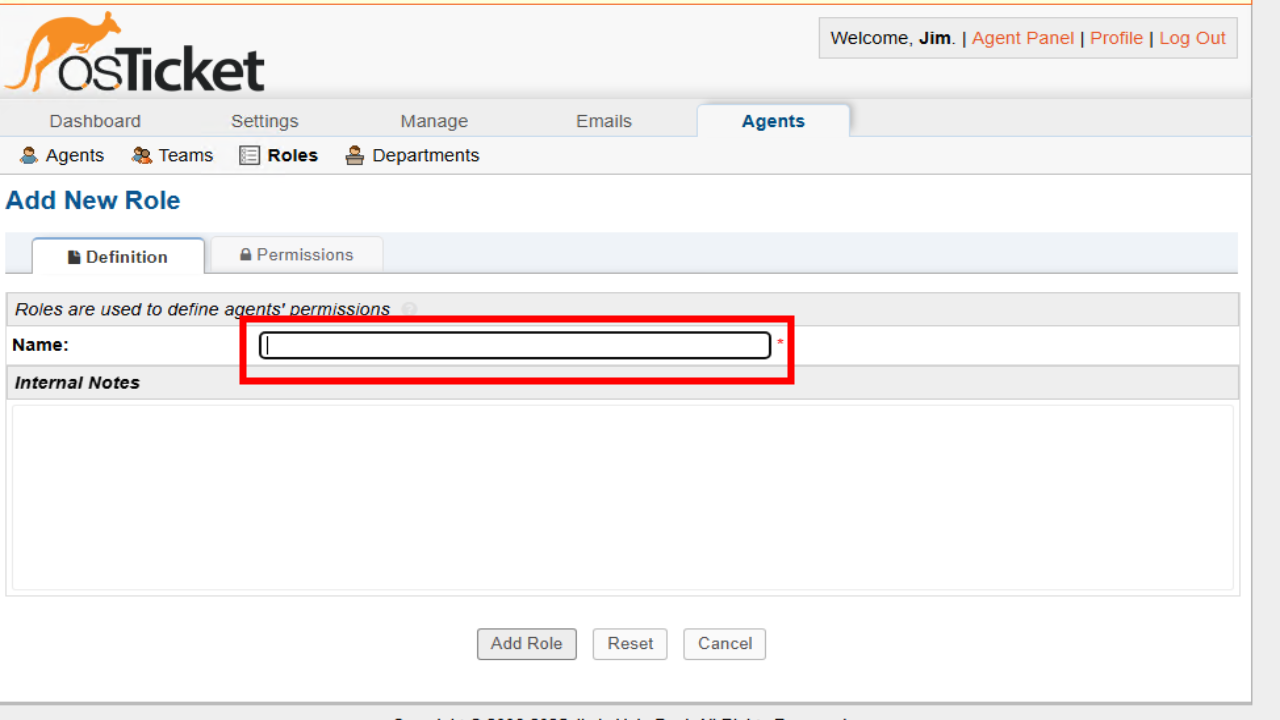 osTicket
Welcome, Jim. | Agent Panel | Profile | Log Out
Dashboard Settings Manage Emails Agents
Agents Teams Roles Departments
Add New Role
Definition Permissions
Roles are used to define agents' permissions
Name: *
Internal Notes
Add Role Reset Cancel